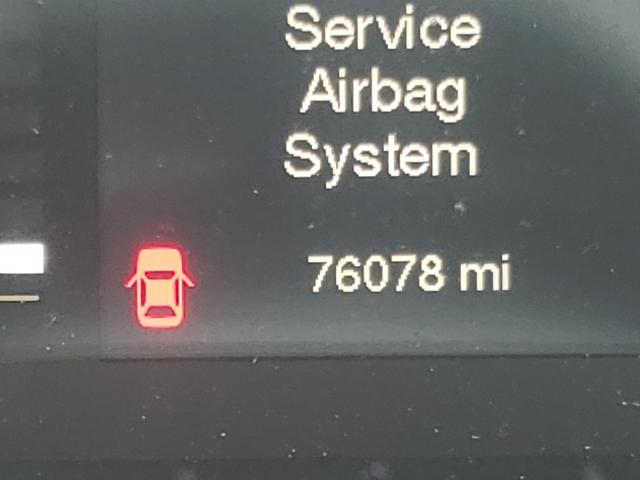 Service
Airbag
System
76078 mi